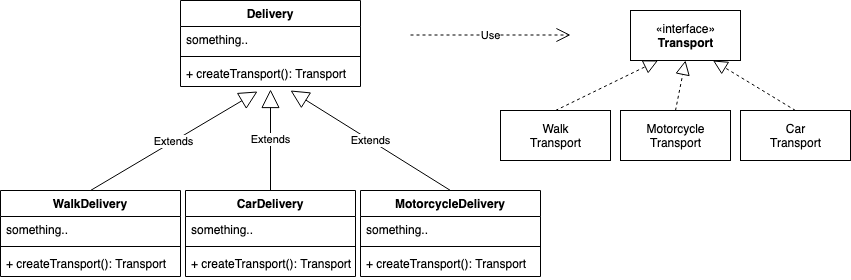 Delivery
something..
+ createTransport(): Transport
Use
«interface»
Transport
Walk
Transport
Motorcycle
Transport
Car
Transport
Extends
Extends
Extends
WalkDelivery
something..
+ createTransport(): Transport
CarDelivery
something..
+ createTransport(): Transport
MotorcycleDelivery
something..
+ createTransport(): Transport